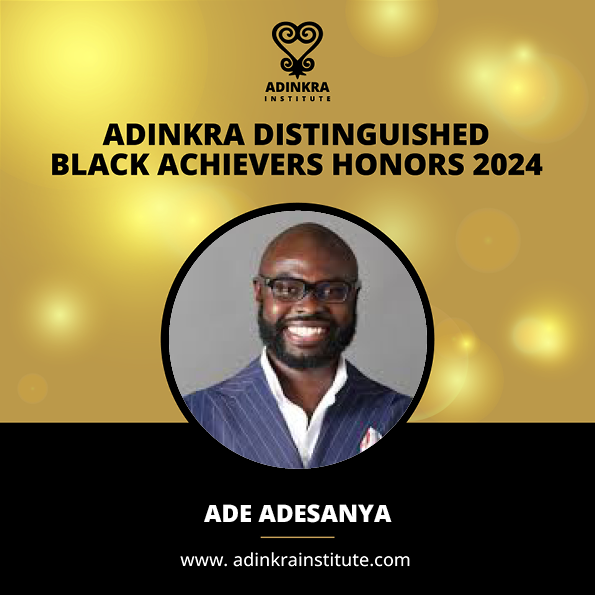 ADINKRA
INSTITUTE
ADINKRA DISTINGUISHED
BLACK ACHIEVERS HONORS 2024
ADE ADESANYA
www. adinkrainstitute.com